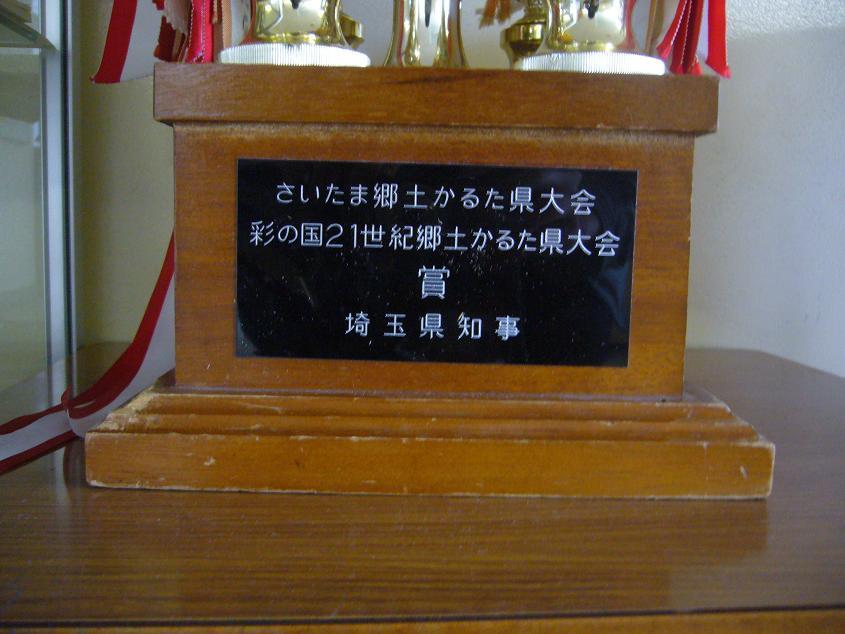 さいたま郷土かるた県大会
彩の国21世紀郷土かるた県大会
賞
埼玉県知事